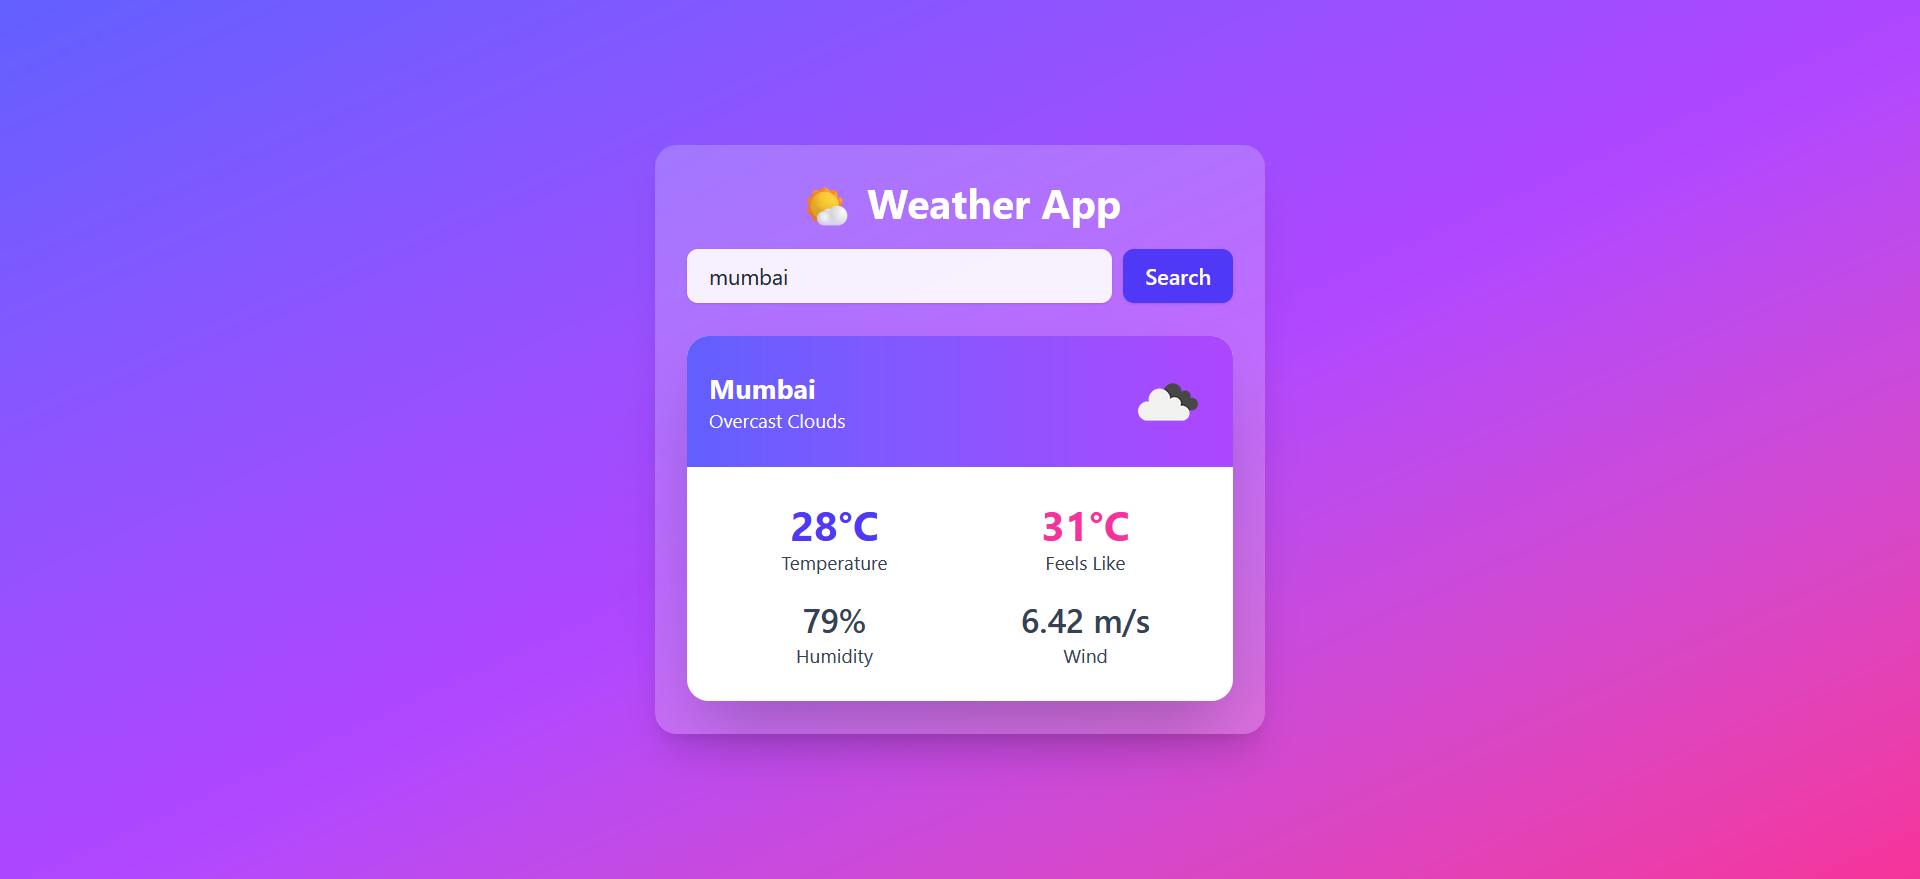 Weather App
mumbai
Search
Mumbai
Overcast Clouds
28°C
31°C
Temperature
Feels Like
79%
6.42 m/s
Humidity
Wind